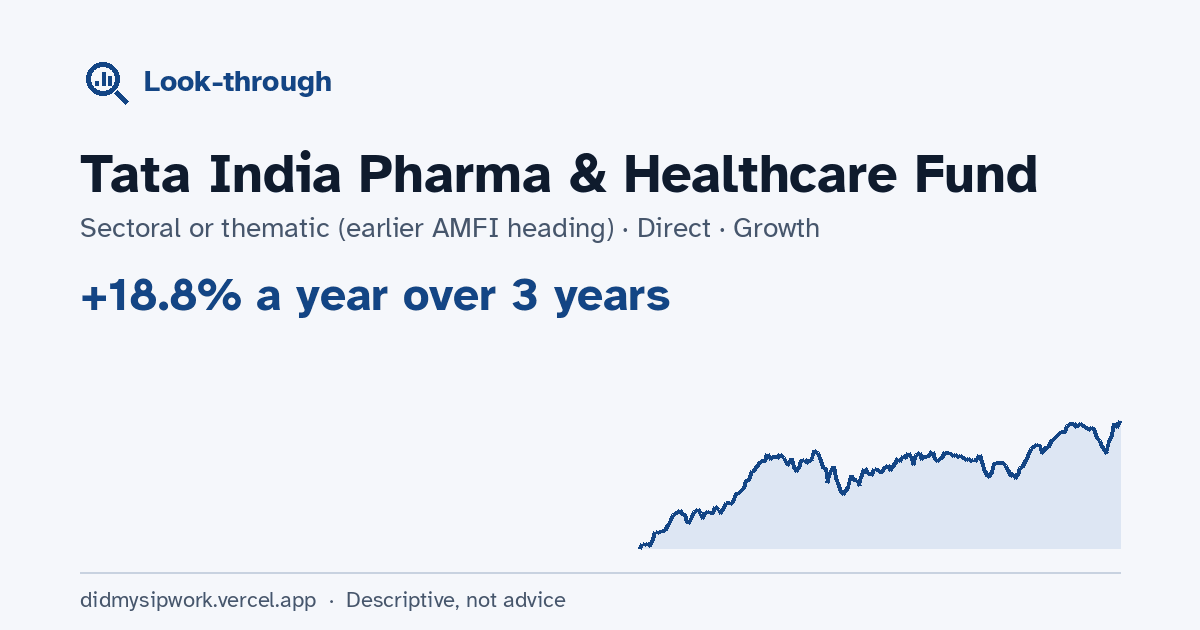 Look-through
Tata India Pharma & Healthcare Fund
Sectoral or thematic (earlier AMFI heading) · Direct · Growth
+18.8% a year over 3 years
didmysipwork.vercel.app · Descriptive, not advice